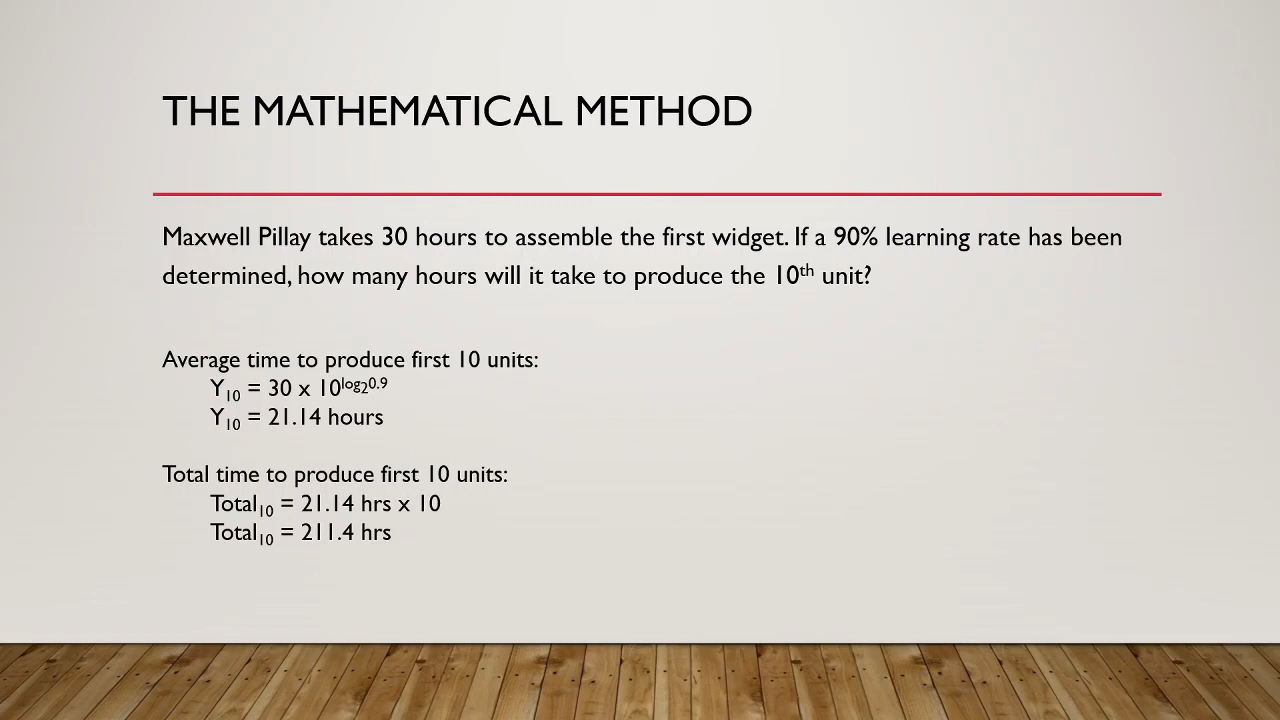 THE MATHEMATICAL METHOD
Maxwell Pillay takes 30 hours to assemble the first widget. If a 90% learning rate has been
determined, how many hours will it take to produce the 10th unit?
Average time to produce first 10 units:
Y10 = 30 x 10log20.9
Y10 = 21.14 hours
Total time to produce first 10 units:
Total10 = 21.14 hrs x 10
Total10 = 211.4 hrs